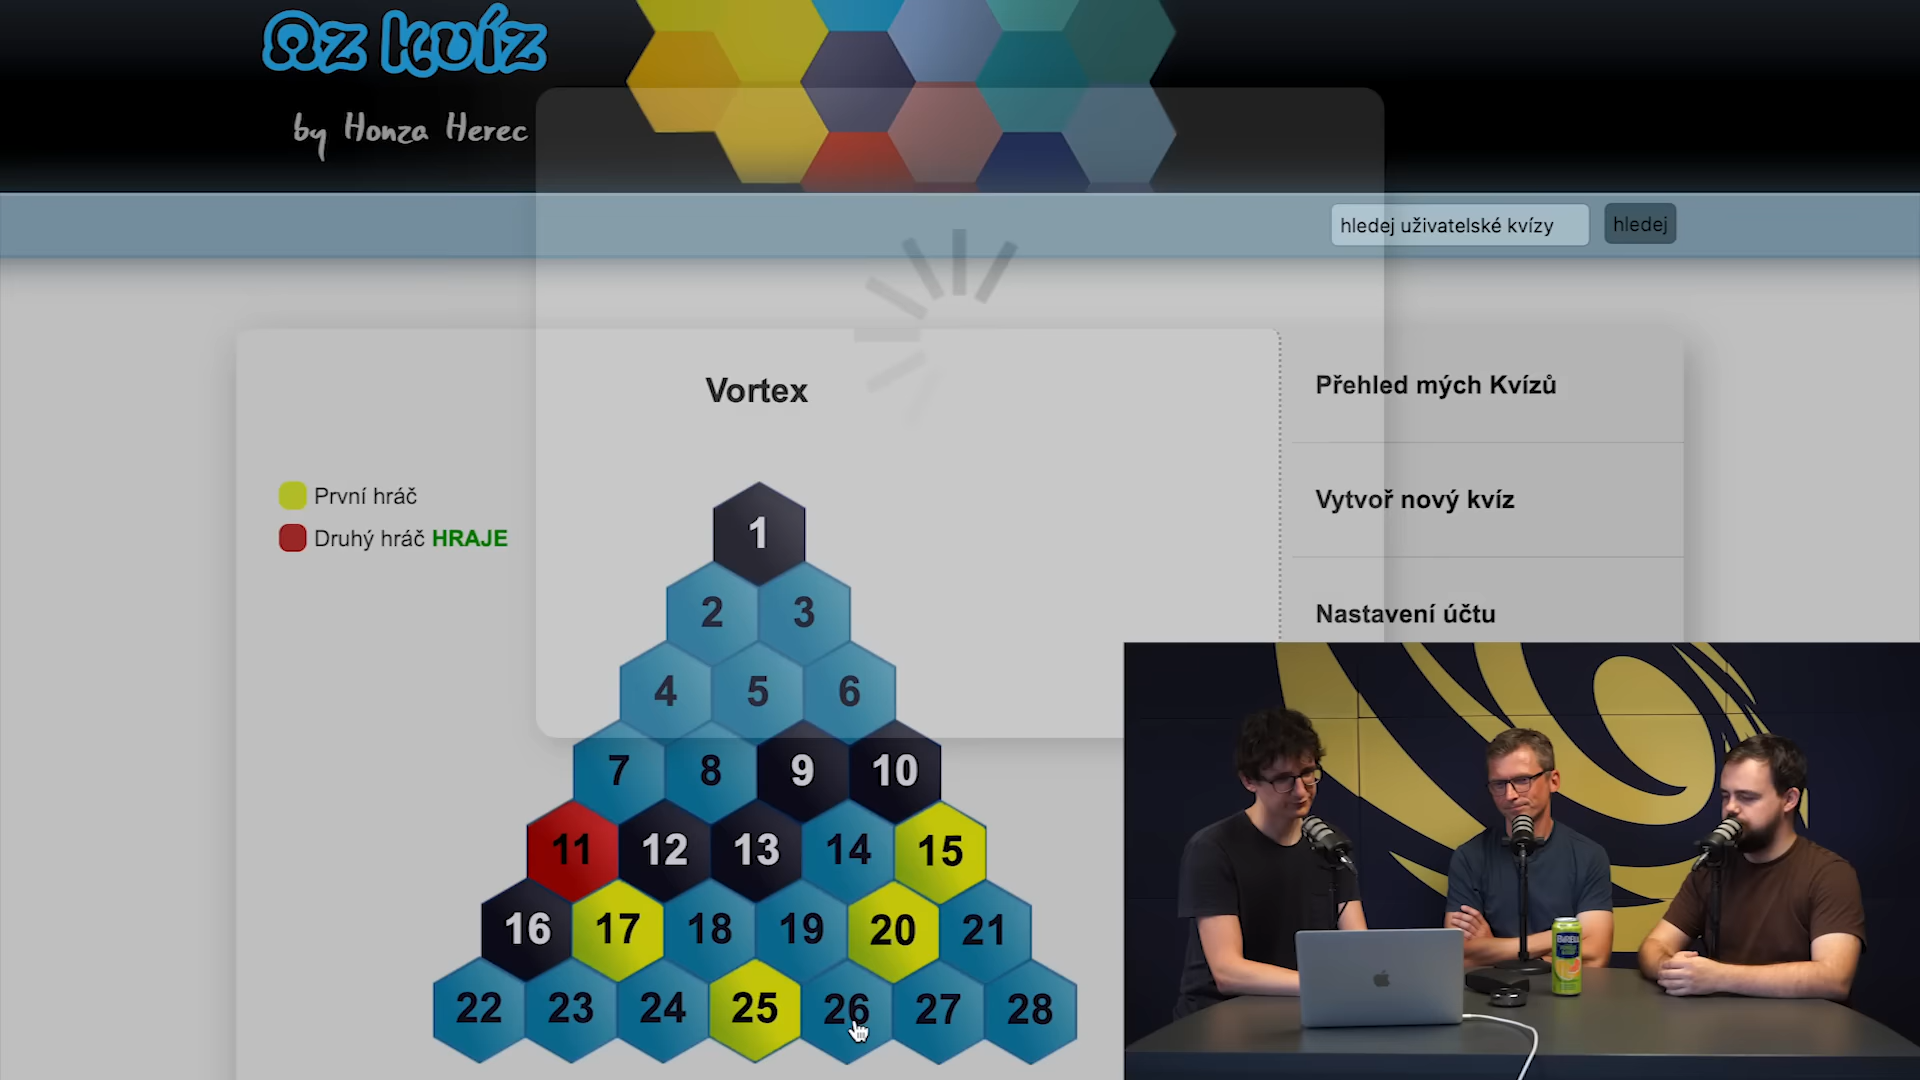 az kvíz
by Honza Herec
hledej uživatelské kvízy
hledej
Vortex
První hráč
Druhý hráč HRAJE
Přehled mých Kvízů
Vytvoř nový kvíz
Nastavení účtu
1
2 3
4 5 6
7 8 9 10
11 12 13 14 15
16 17 18 19 20 21
22 23 24 25 26 27 28